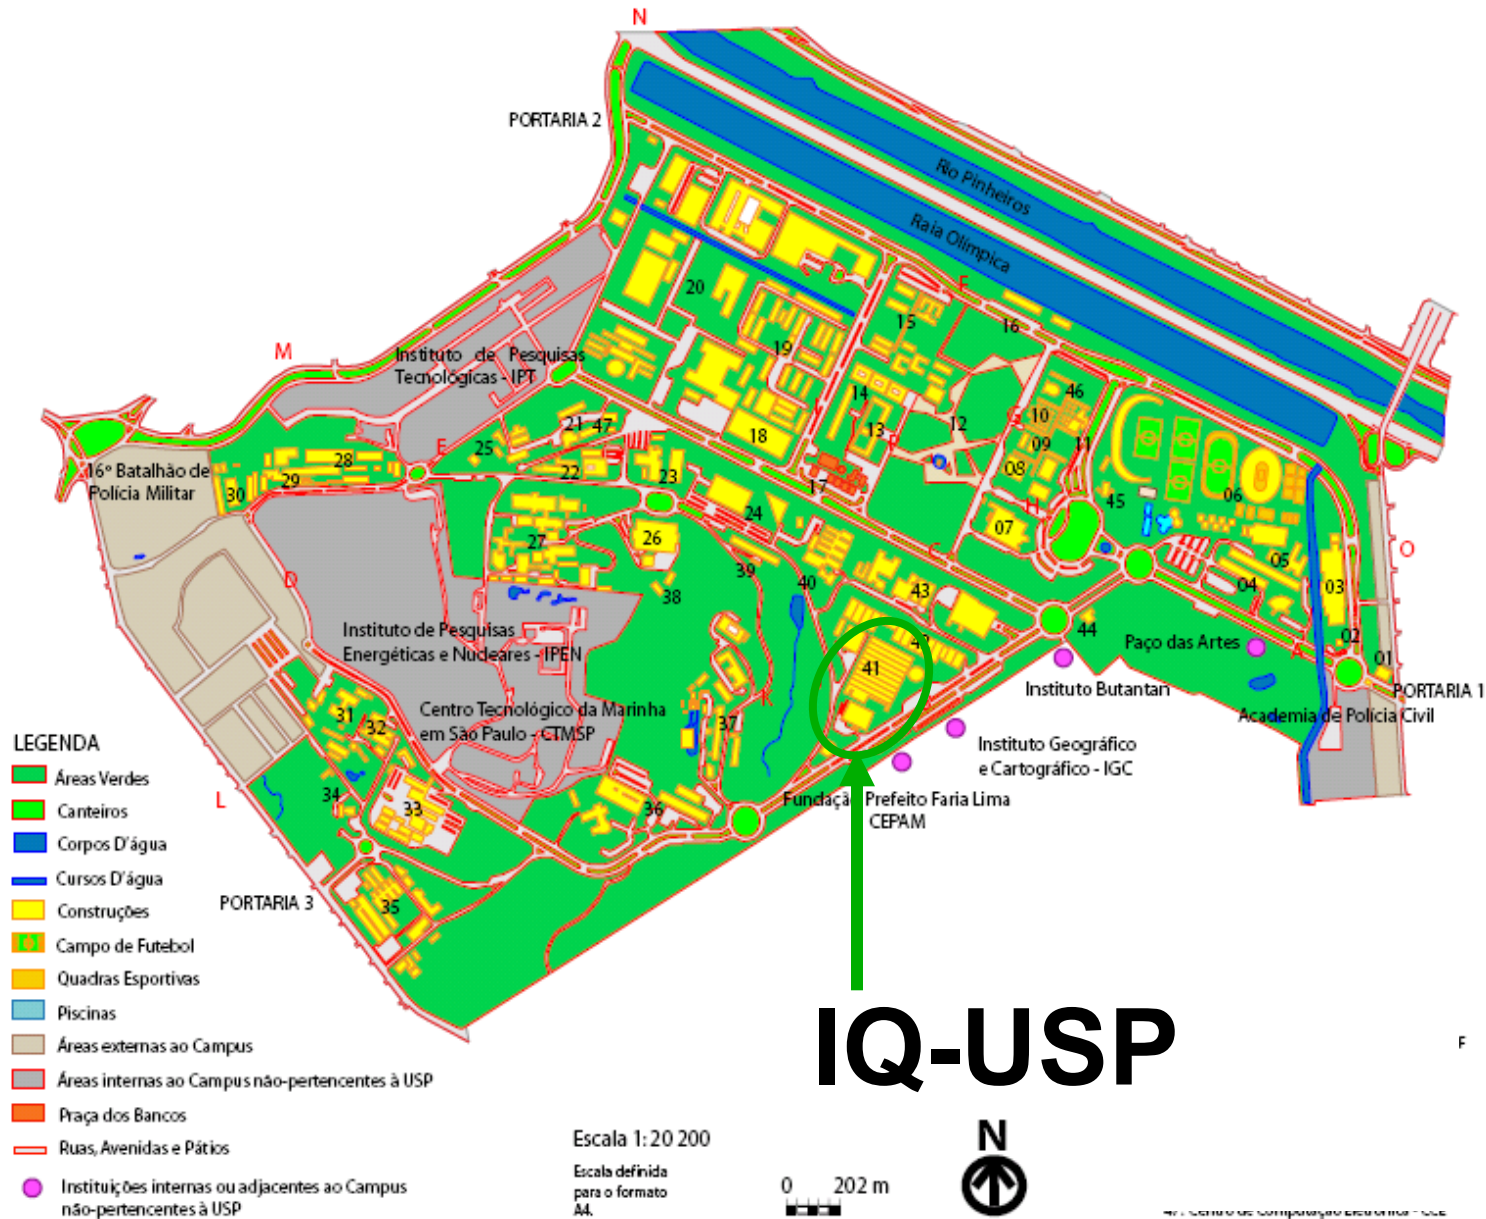 N
PORTARIA 2
Rio Pinheiros
Raia Olímpica
F
20
15
16
19
M
Instituto de Pesquisas
Tecnológicas - IPT
14
46
10
G
12
13
P
11
09
08
18
17
21
47
25
E
22
23
28
29
30
16º Batalhão de
Polícia Militar
45
06
H
07
24
26
27
05
04
03
O
C
39
40
38
43
D
44
02
01
A
Instituto de Pesquisas
Energéticas e Nucleares - IPEN
42
41
Paço das Artes
Instituto Butantan
PORTARIA 1
Academia de Polícia Civil
K
37
Centro Tecnológico da Marinha
em São Paulo - CTMSP
31
32
Instituto Geográfico
e Cartográfico - IGC
L
34
33
36
Fundação Prefeito Faria Lima
CEPAM
PORTARIA 3
35
LEGENDA
Áreas Verdes
Canteiros
Corpos D'água
Cursos D'água
Construções
Campo de Futebol
Quadras Esportivas
Piscinas
Áreas externas ao Campus
Áreas internas ao Campus não-pertencentes à USP
Praça dos Bancos
Ruas, Avenidas e Pátios
Instituições internas ou adjacentes ao Campus
não-pertencentes à USP
IQ-USP
F
Escala 1: 20 200
Escala definida
para o formato
A4.
0 202 m
N
47. Centro de Computação Eletrônica - CCE